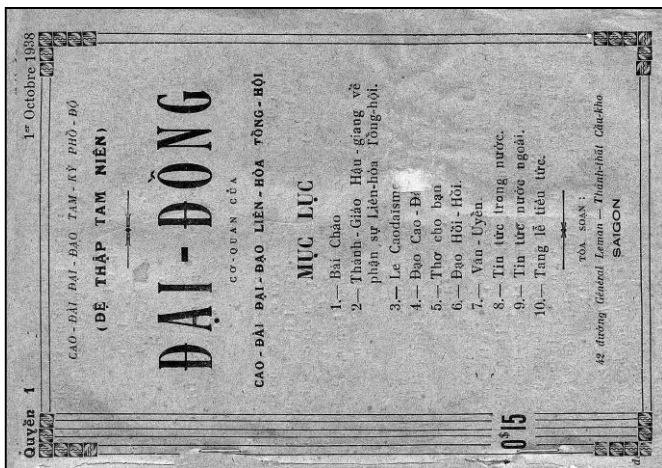 Quyển 1
1er Octobre 1938
CAO-ĐÀI ĐẠI-ĐẠO TAM-KỲ PHỔ-ĐỘ
(ĐỆ THẬP TAM NIÊN)
ĐẠI-ĐỒNG
CƠ-QUAN CỦA
CAO-ĐÀI ĐẠI-ĐẠO LIÊN-HÒA TỔNG-HỘI
MỤC LỤC
1.— Bài Chào
2— Thánh-Giáo Hậu-giang về
phận sự Liên-hòa Tổng-hội.
3.— Le Caodaisme
4.— Đạo Cao-Đà
5.— Thơ cho bạn
6.— Đạo Hồi-Hồi.
7.— Văn-Uyển.
8.— Tin tức trong nước.
9.— Tin tức nước ngoài.
10.— Tang lễ tiểu tức.
TÒA SOẠN :
42 đường Général Leman — Thánh-thất Cầu-kho
SAIGON
0$15